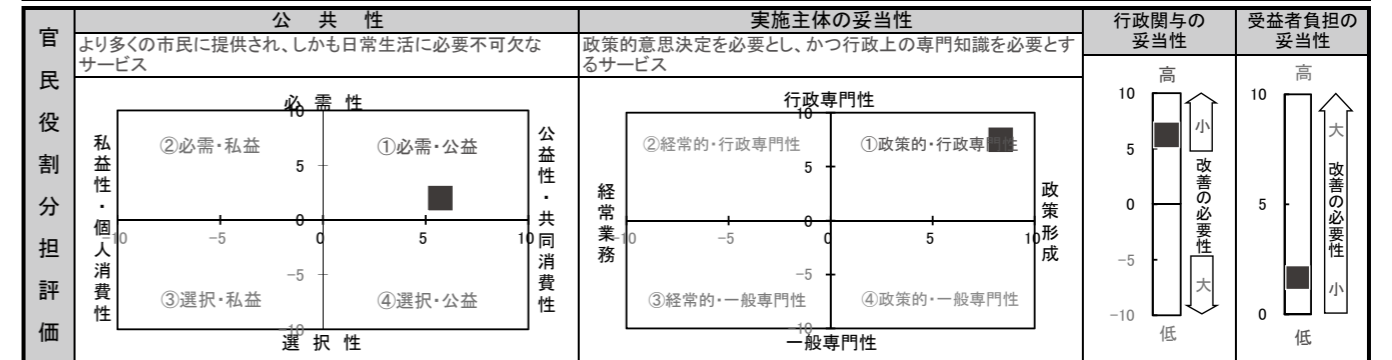 官民役割分担評価
公共性
より多くの市民に提供され、しかも日常生活に必要不可欠な
サービス
必需性
10
私益性・個人消費性
②必需・私益
①必需・公益
公益性・共同消費性
5
0
-10
-5
0
5
10
-5
③選択・私益
④選択・公益
-10
選択性
実施主体の妥当性
政策的意思決定を必要とし、かつ行政上の専門知識を必要とす
るサービス
行政専門性
10
②経常的・行政専門性
①政策的・行政専門性
5
経常業務
政策形成
0
-10
-5
0
5
10
-5
③経常的・一般専門性
④政策的・一般専門性
-10
一般専門性
行政関与の
妥当性
高
10
5
0
-5
-10
小
改善の必要性
大
低
受益者負担の
妥当性
高
10
5
0
大
改善の必要性
小
低